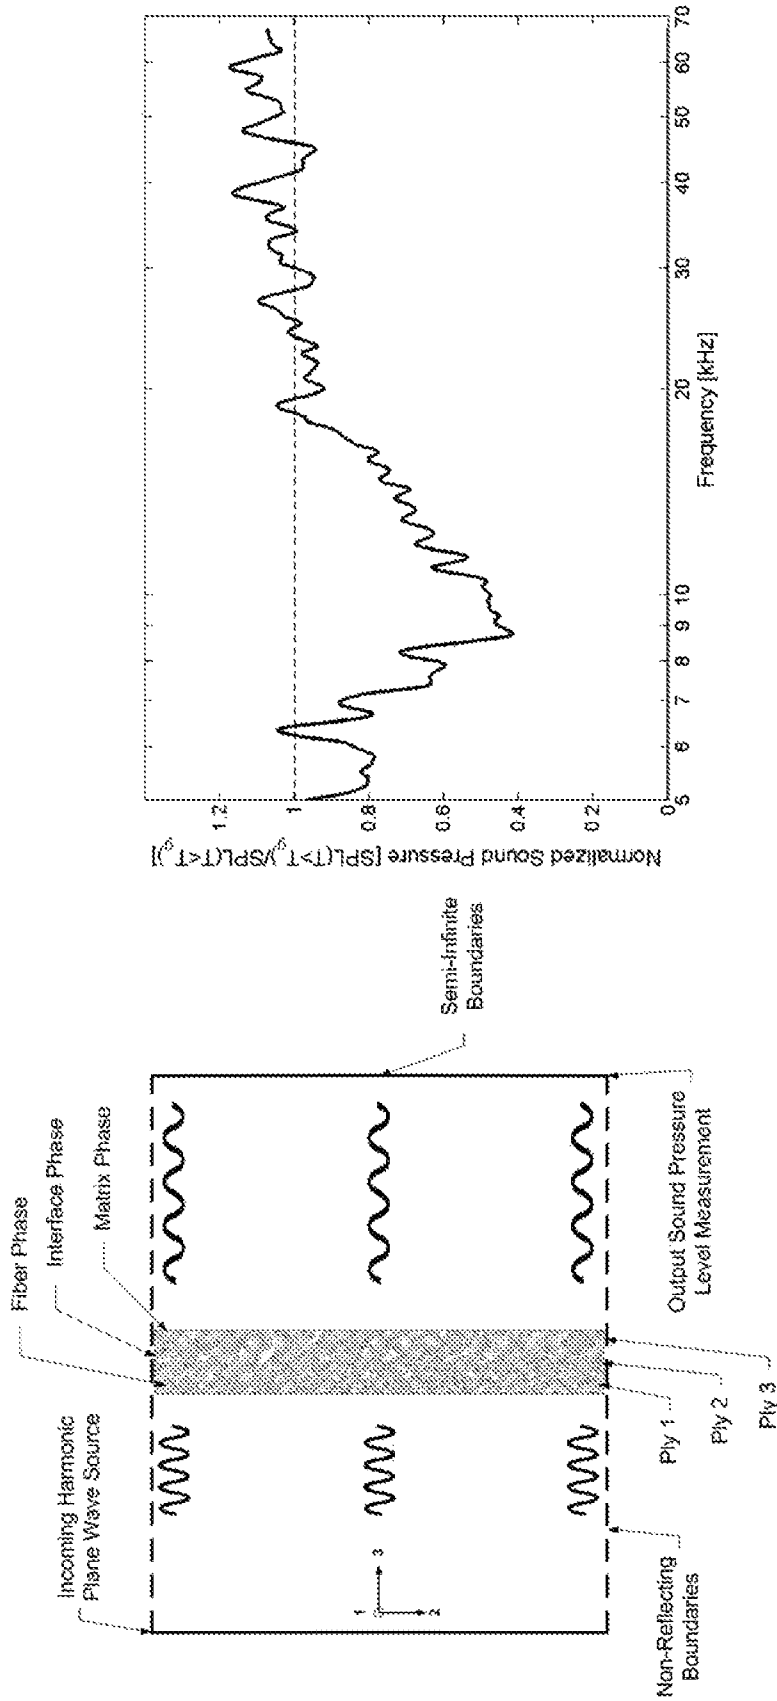 Incoming Harmonic
Plane Wave Source
Fiber Phase
Interface Phase
Matrix Phase
Semi-Infinite
Boundaries
1
2
3
Non-Reflecting
Boundaries
Ply 1
Ply 2
Ply 3
Output Sound Pressure
Level Measurement
Normalized Sound Pressure [SPL(T>Tg)/SPL(T<Tg)]
1.2
1
0.8
0.6
0.4
0.2
0
5
6
7
8
9
10
20
30
40
50
60
70
Frequency [kHz]